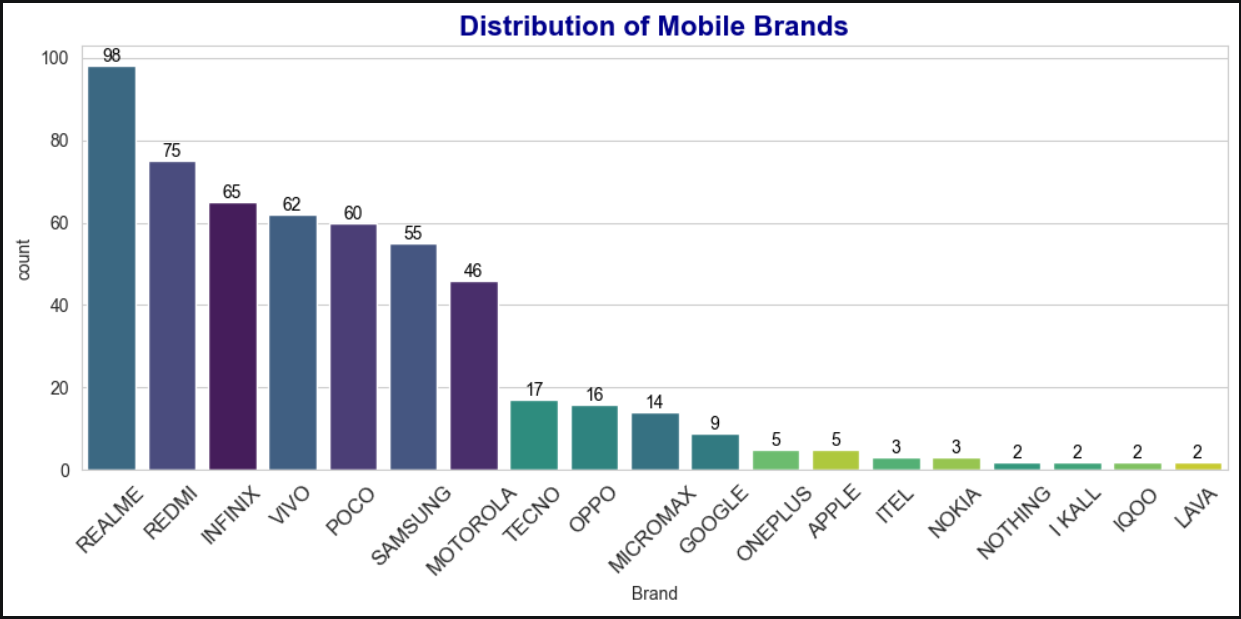 Distribution of Mobile Brands
count
100
80
60
40
20
0
98
75
65
62
60
55
46
17
16
14
9
5
5
3
3
2
2
2
2
REALME
REDMI
INFINIX
VIVO
POCO
SAMSUNG
MOTOROLA
TECNO
OPPO
MICROMAX
GOOGLE
ONEPLUS
APPLE
ITEL
NOKIA
NOTHING
I KALL
IQOO
LAVA
Brand